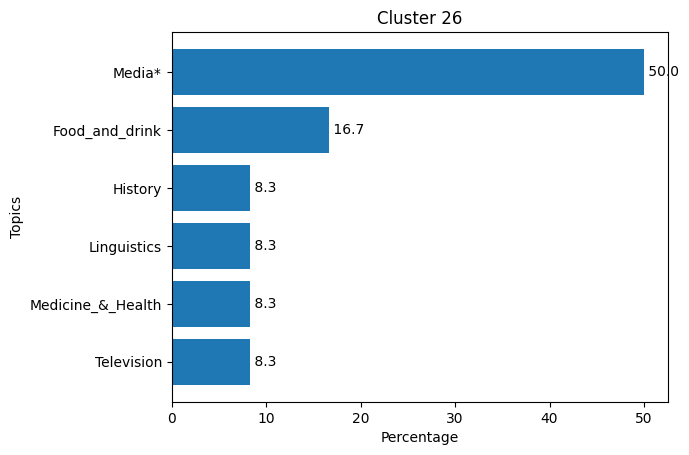 Cluster 26
Topics
Media*
50.0
Food_and_drink
16.7
History
8.3
Linguistics
8.3
Medicine_&_Health
8.3
Television
8.3
0 10 20 30 40 50
Percentage